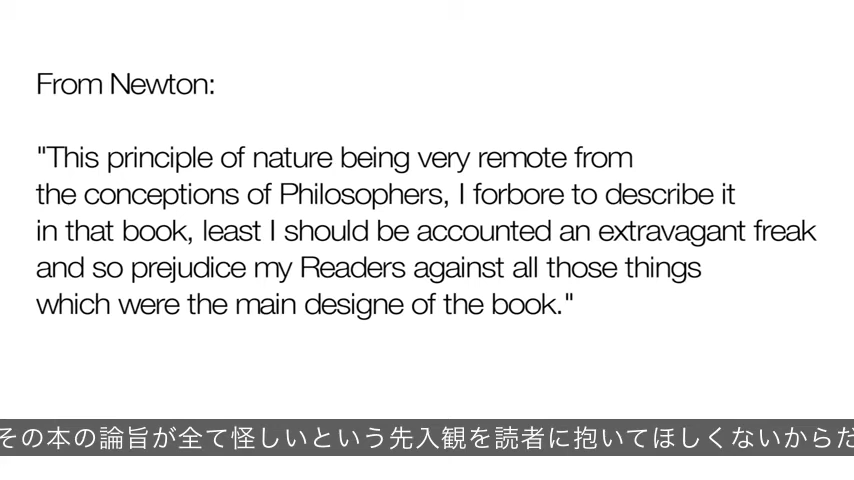 From Newton:
"This principle of nature being very remote from
the conceptions of Philosophers, I forbore to describe it
in that book, least I should be accounted an extravagant freak
and so prejudice my Readers against all those things
which were the main designe of the book."
その本の論旨が全て怪しいという先入観を読者に抱いてほしくないからだ